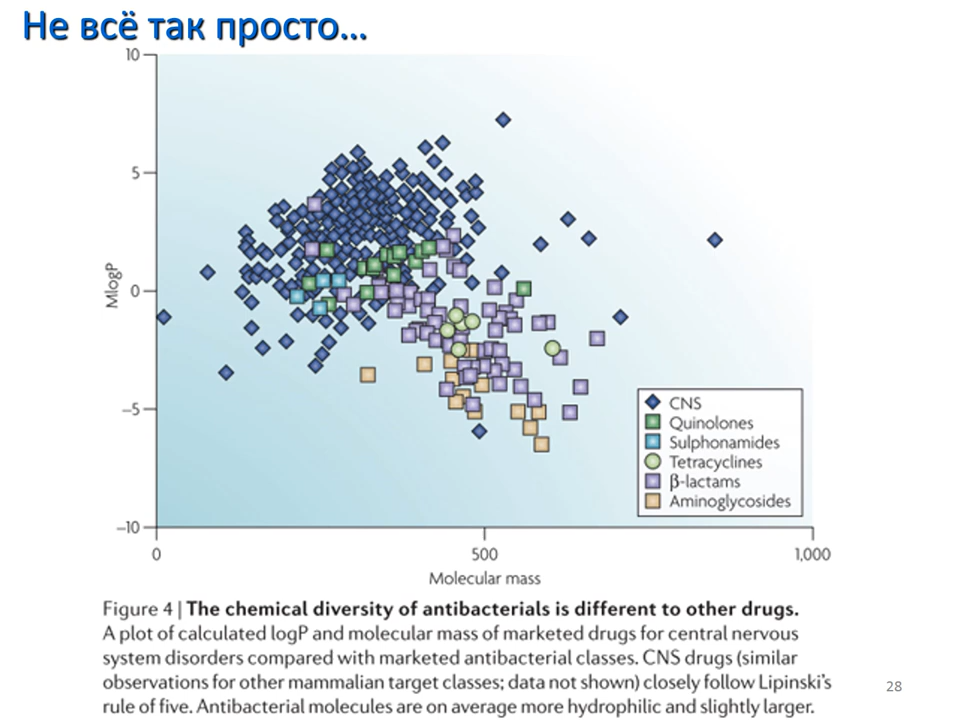 Не всё так просто...
10
5
0
–5
–10
MlogP
0
500
1,000
Molecular mass
CNS
Quinolones
Sulphonamides
Tetracyclines
β-lactams
Aminoglycosides
Figure 4 | The chemical diversity of antibacterials is different to other drugs.
A plot of calculated logP and molecular mass of marketed drugs for central nervous
system disorders compared with marketed antibacterial classes. CNS drugs (similar
observations for other mammalian target classes; data not shown) closely follow Lipinski's
rule of five. Antibacterial molecules are on average more hydrophilic and slightly larger.
28